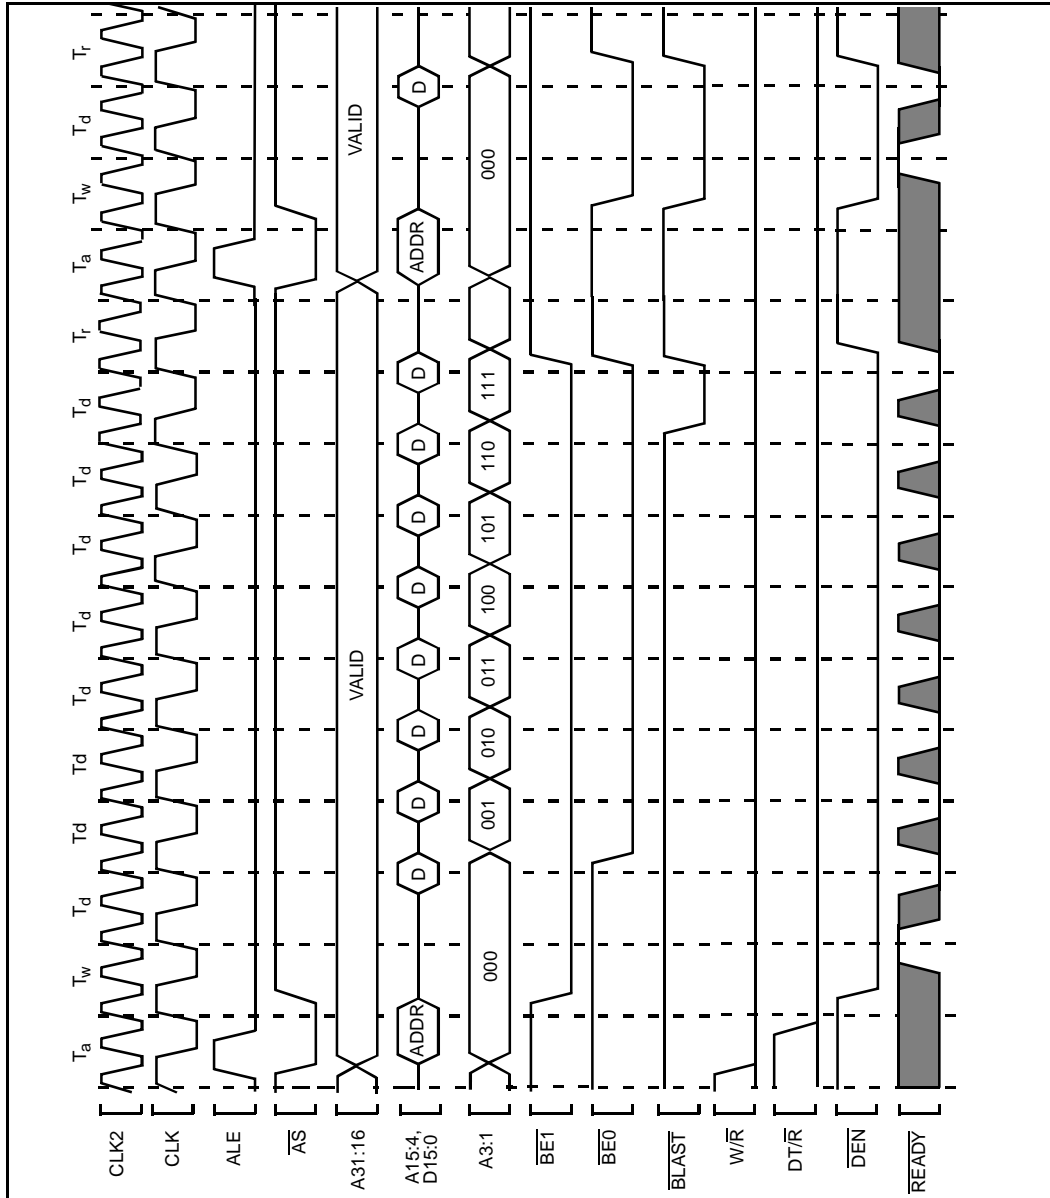 Ta Tw Td Td Td Td Td Td Td Td Tr Ta Tw Td Tr
CLK2
CLK
ALE
AS
A31:16 VALID VALID
A15:4,
D15:0
ADDR D D D D D D D D ADDR D
A3:1 000 001 010 011 100 101 110 111 000
BE1
BE0
BLAST
W/R
DT/R
DEN
READY